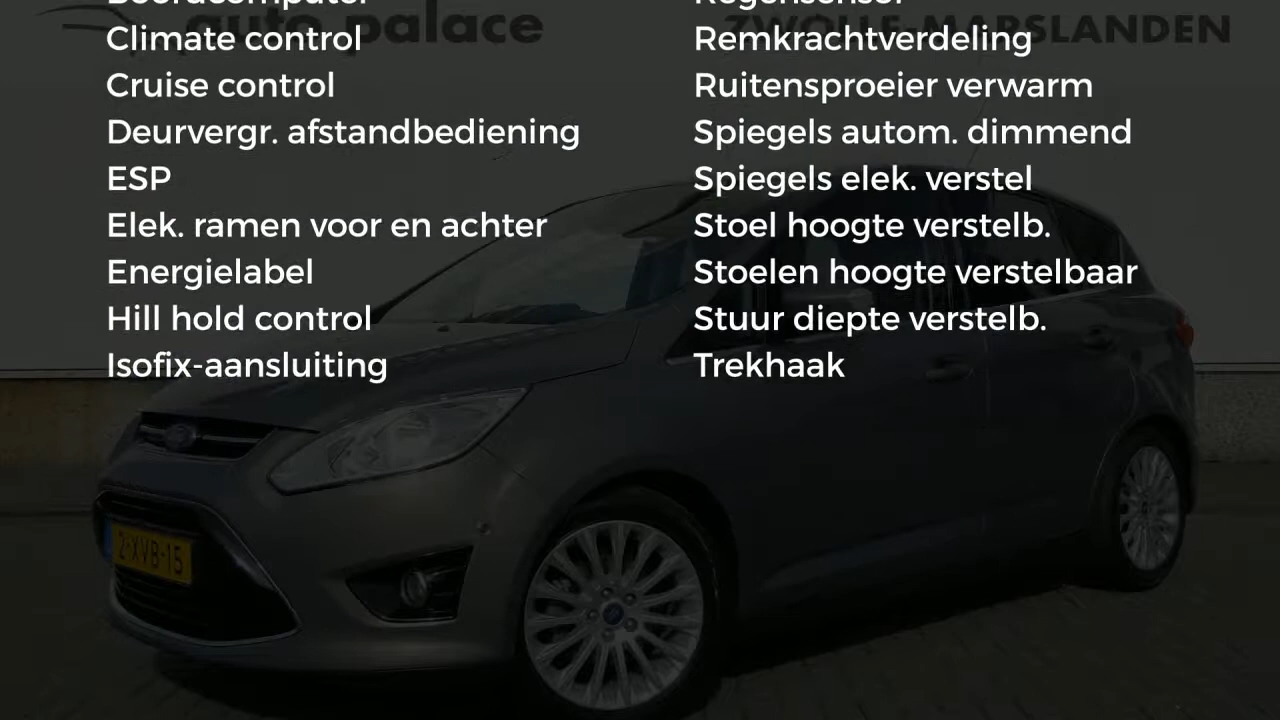 Boordcomputer
Climate control
Cruise control
Deurvergr. afstandbediening
ESP
Elek. ramen voor en achter
Energielabel
Hill hold control
Isofix-aansluiting
Regensensor
Remkrachtverdeling
Ruitensproeier verwarm
Spiegels autom. dimmend
Spiegels elek. verstel
Stoel hoogte verstelb.
Stoelen hoogte verstelbaar
Stuur diepte verstelb.
Trekhaak
auto palace
ZWOLLE-MARSLANDEN
2-XVB-15